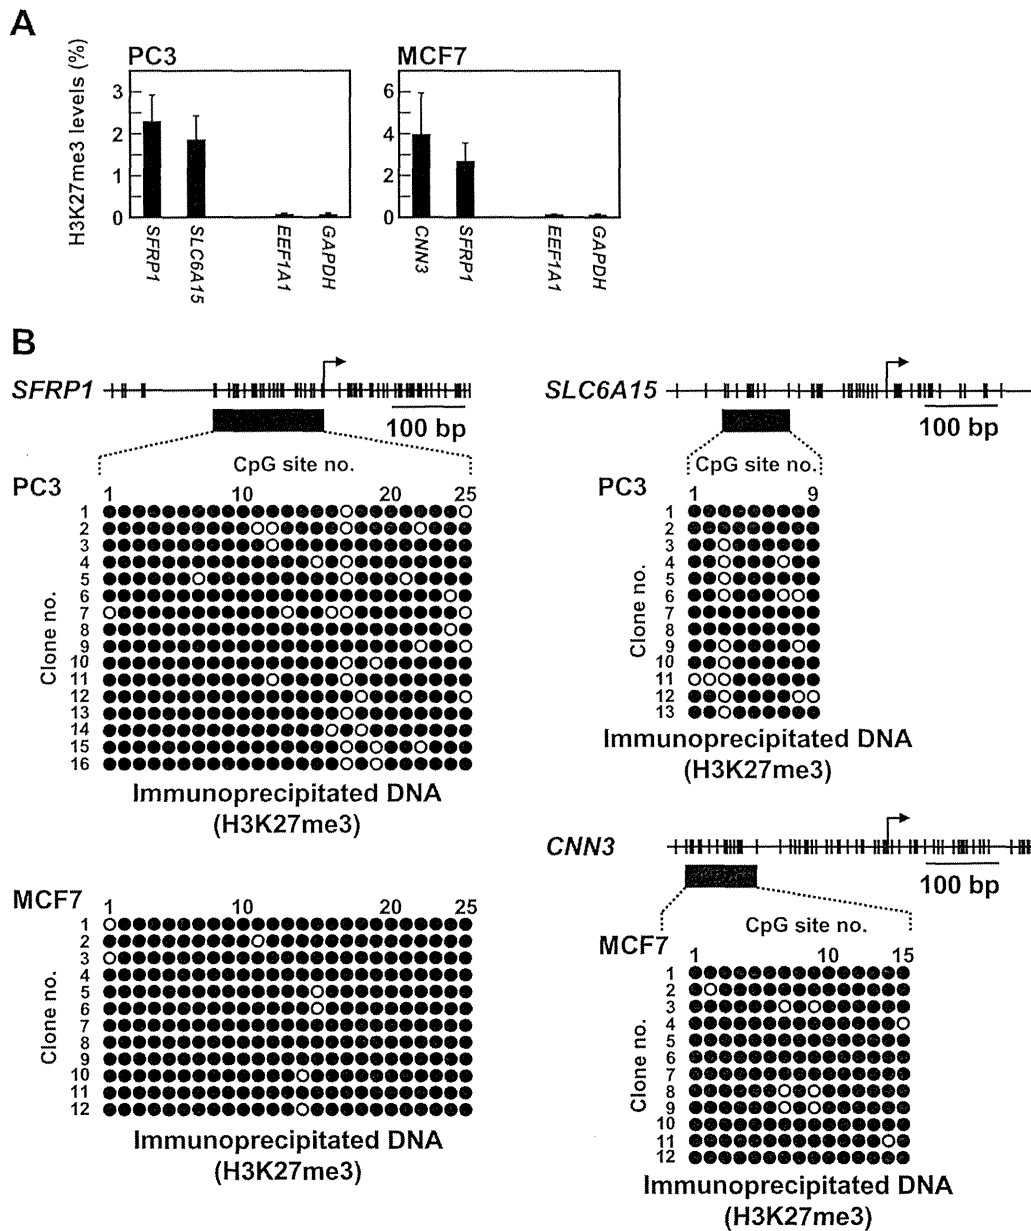 A
PC3
MCF7
H3K27me3 levels (%)
3
2
1
0
6
4
2
0
SFRP1
SLC6A15
EEF1A1
GAPDH
CNN3
SFRP1
EEF1A1
GAPDH
B
SFRP1
100 bp
CpG site no.
PC3
1 10 20 25
Clone no.
1
2
3
4
5
6
7
8
9
10
11
12
13
14
15
16
Immunoprecipitated DNA
(H3K27me3)
SLC6A15
100 bp
CpG site no.
PC3
1 9
Clone no.
1
2
3
4
5
6
7
8
9
10
11
12
13
Immunoprecipitated DNA
(H3K27me3)
MCF7
1 10 20 25
Clone no.
1
2
3
4
5
6
7
8
9
10
11
12
Immunoprecipitated DNA
(H3K27me3)
CNN3
100 bp
CpG site no.
MCF7
1 10 15
Clone no.
1
2
3
4
5
6
7
8
9
10
11
12
Immunoprecipitated DNA
(H3K27me3)